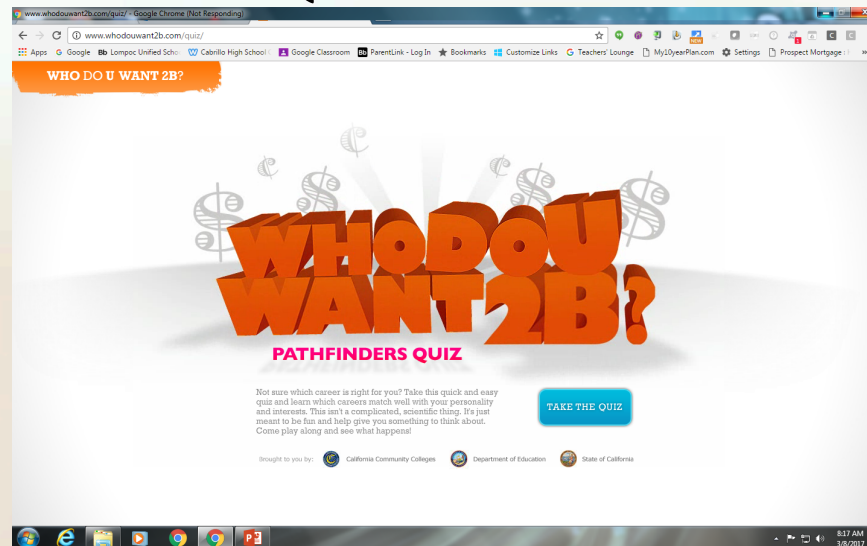 www.whodouwant2b.com/quiz/ - Google Chrome (Not Responding)
www.whodouwant2b.com/quiz/
Apps Google Bb Lompoc Unified Scho Cabrillo High School Google Classroom Bb ParentLink - Log In Bookmarks Customize Links Teachers' Lounge My10yearPlan.com Settings Prospect Mortgage : »
WHO DO U WANT 2B?
WHODOU
WANT2B?
PATHFINDERS QUIZ
Not sure which career is right for you? Take this quick and easy
quiz and learn which careers match well with your personality
and interests. This isn't a complicated, scientific thing. It's just
meant to be fun and help give you something to think about.
Come play along and see what happens!
TAKE THE QUIZ
Brought to you by: California Community Colleges Department of Education State of California
8:17 AM
3/8/2017